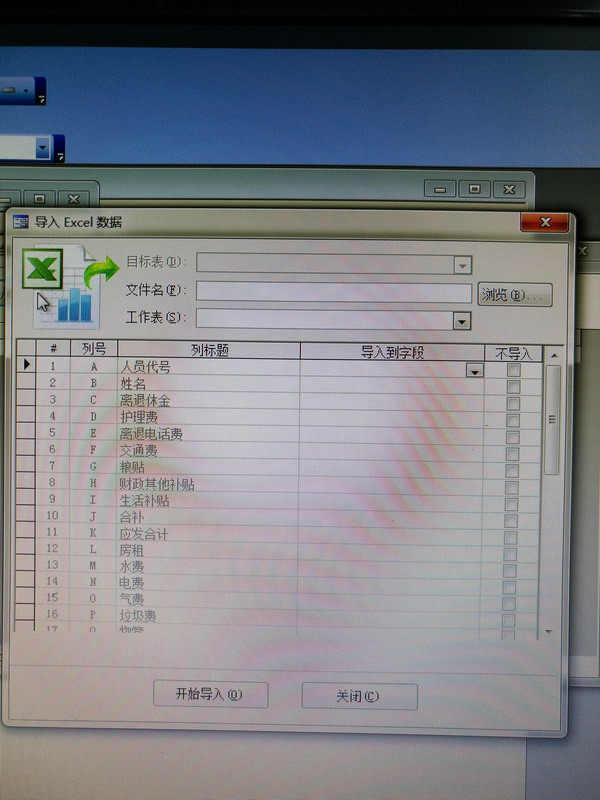 导入 Excel 数据
目标表(D):
文件名(F):
浏览(B)...
工作表(S):
# 列号 列标题 导入到字段 不导入
1 A 人员代号
2 B 姓名
3 C 离退休金
4 D 护理费
5 E 离退电话费
6 F 交通费
7 G 粮贴
8 H 财政其他补贴
9 I 生活补贴
10 J 合补
11 K 应发合计
12 L 房租
13 M 水费
14 N 电费
15 O 气费
16 P 垃圾费
17 Q
开始导入(O) 关闭(C)